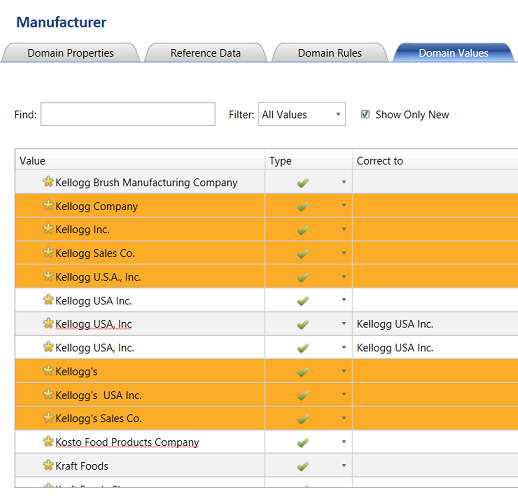 Manufacturer
Domain Properties Reference Data Domain Rules Domain Values
Find: Filter: All Values Show Only New
Value Type Correct to
Kellogg Brush Manufacturing Company
Kellogg Company
Kellogg Inc.
Kellogg Sales Co.
Kellogg U.S.A., Inc.
Kellogg USA Inc.
Kellogg USA, Inc Kellogg USA Inc.
Kellogg USA, Inc. Kellogg USA Inc.
Kellogg's
Kellogg's  USA Inc.
Kellogg's Sales Co.
Kosto Food Products Company
Kraft Foods